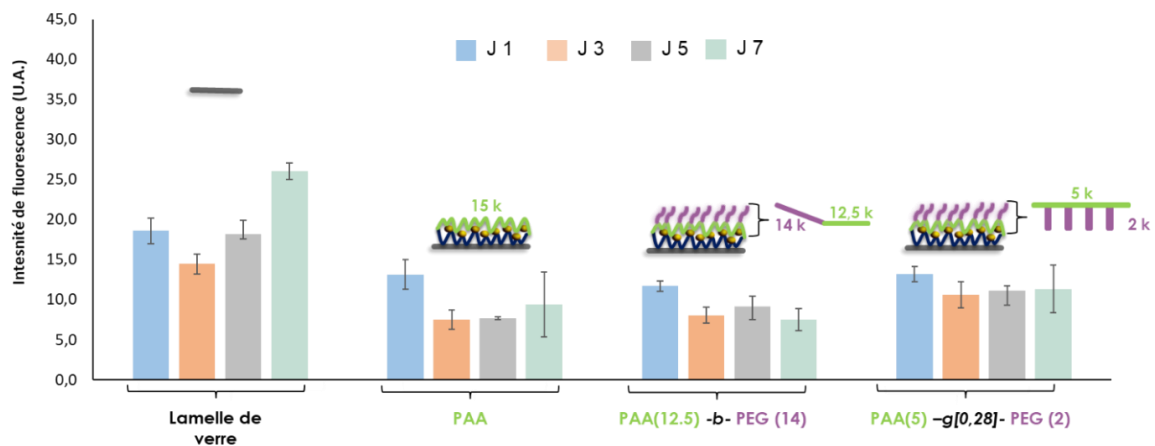 Intesnité de fluorescence (U.A.)
45,0
40,0
35,0
30,0
25,0
20,0
15,0
10,0
5,0
0,0
J 1
J 3
J 5
J 7
15 k
14 k
12,5 k
5 k
2 k
Lamelle de
verre
PAA
PAA(12.5) -b- PEG (14)
PAA(5) –g[0,28]- PEG (2)